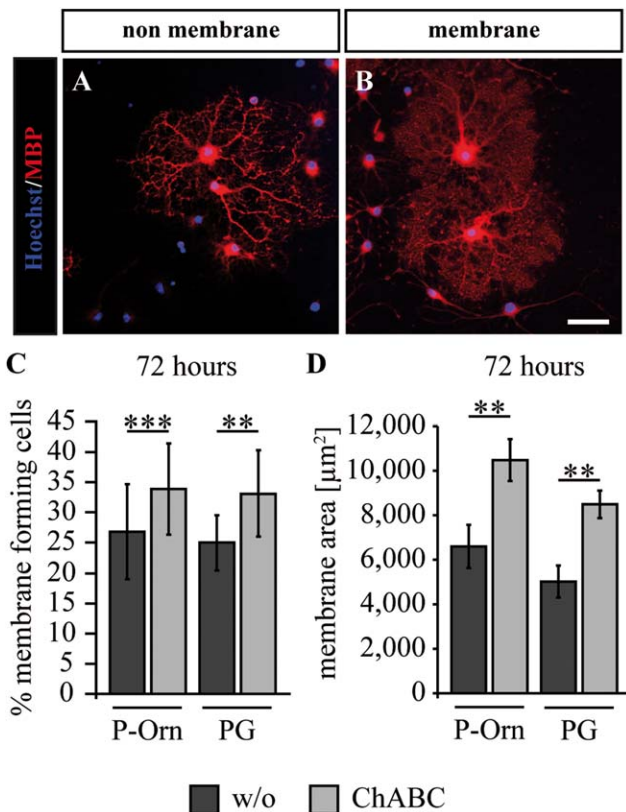 non membrane
membrane
Hoechst/MBP
A
B
C
72 hours
D
72 hours
% membrane forming cells
45
40
35
30
25
20
15
10
5
0
***
**
P-Orn
PG
membrane area [µm²]
12,000
10,000
8,000
6,000
4,000
2,000
0
**
**
P-Orn
PG
w/o
ChABC